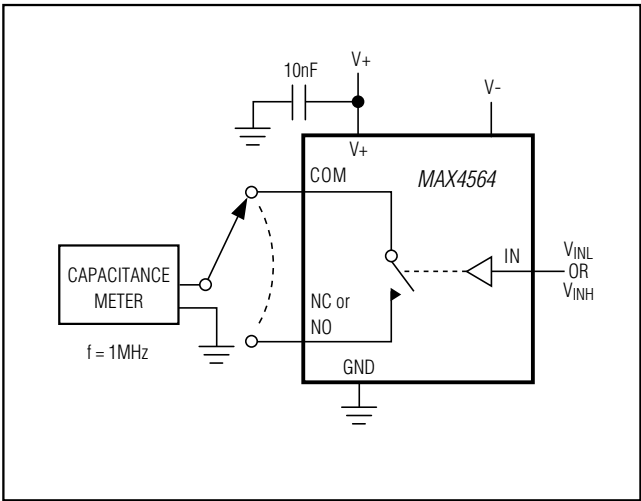 10nF
V+
V-
V+
COM
MAX4564
IN
VINL
OR
VINH
CAPACITANCE
METER
NC or
NO
f = 1MHz
GND